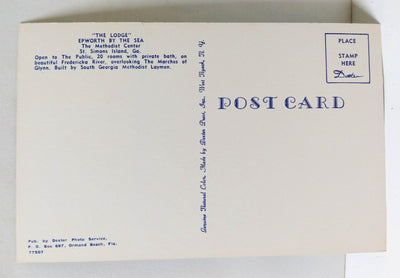 "THE LODGE"
EPWORTH BY THE SEA
The Methodist Center
St. Simons Island, Ga.
Open to The Public, 20 rooms with private bath, on
beautiful Frederica River, overlooking The Marches of
Glynn. Built by South Georgia Methodist Laymen.
Pub. by Dexter Photo Service,
P. O. Box 697, Ormond Beach, Fla.
77507
Genuine Natural Color. Made by Dexter Press, Inc., West Nyack, N. Y.
POST CARD
PLACE
STAMP
HERE
Dexter